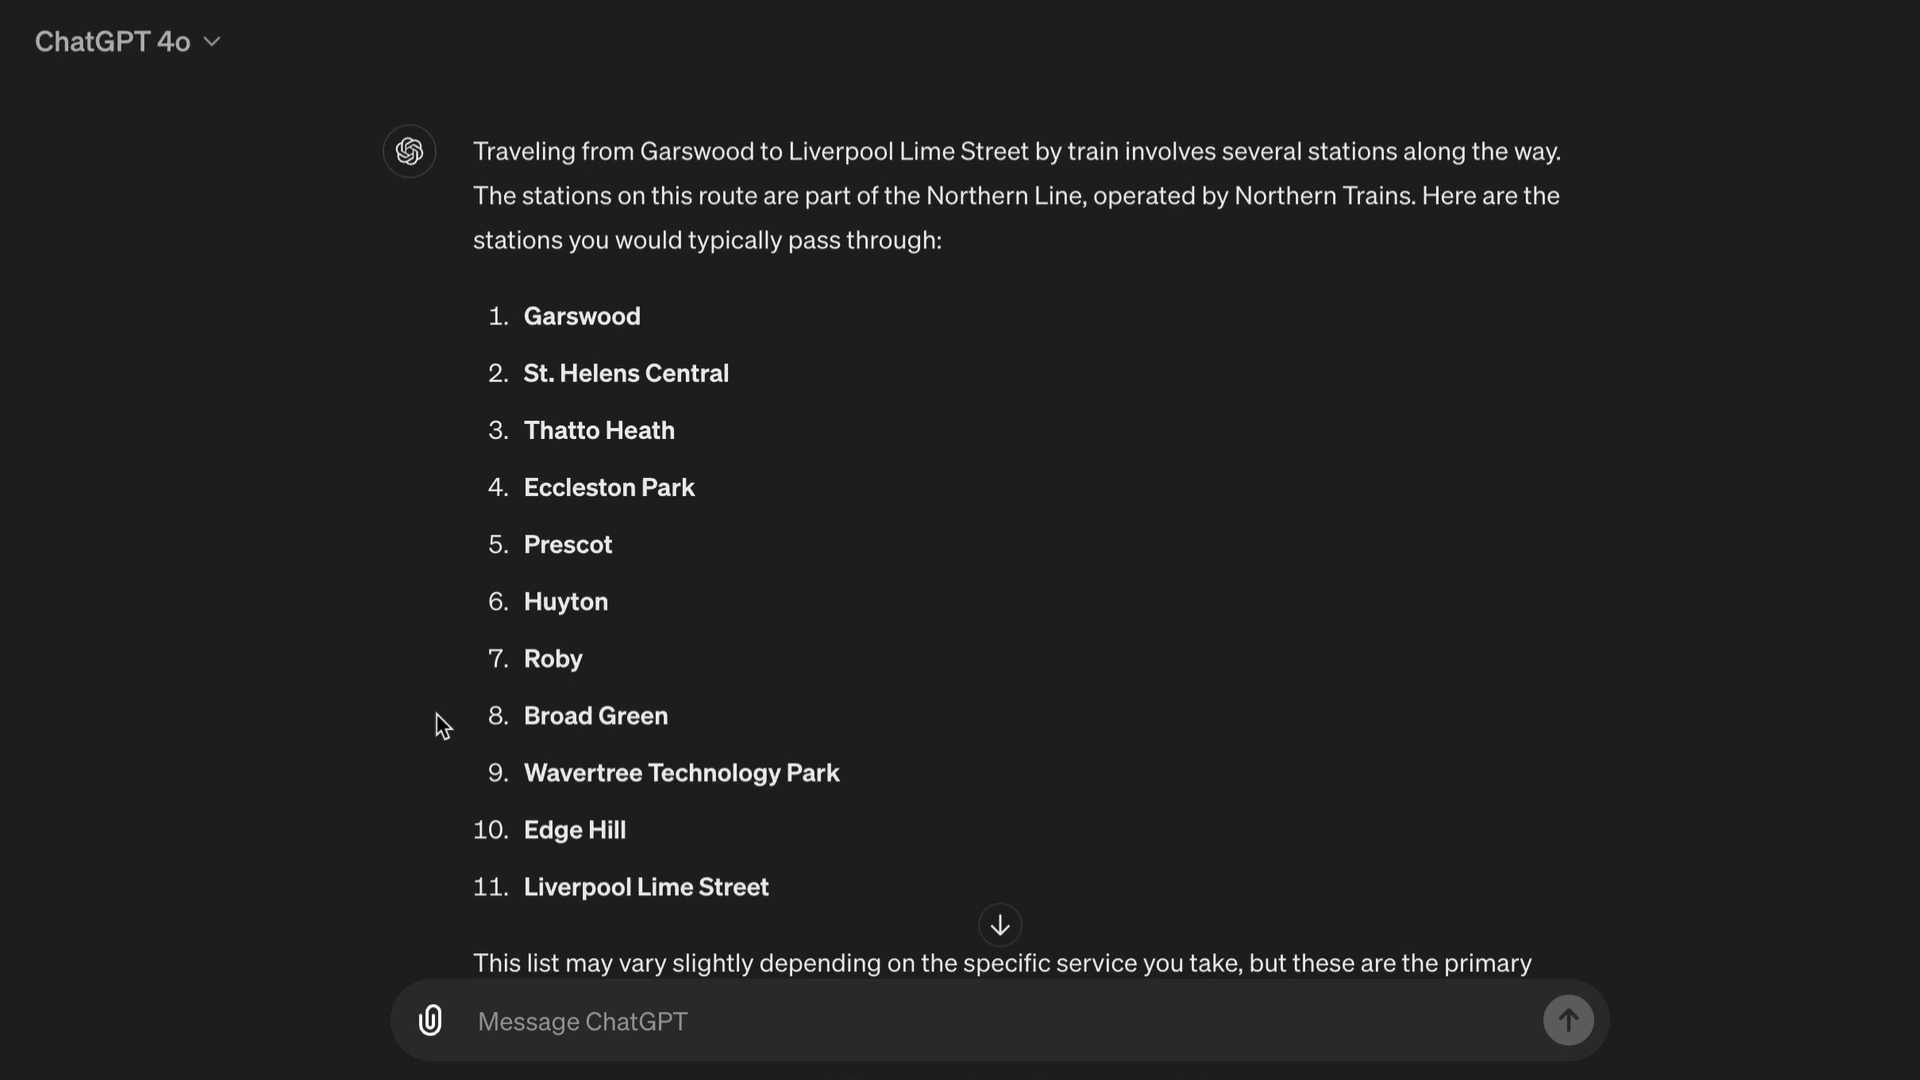 ChatGPT 4o
Traveling from Garswood to Liverpool Lime Street by train involves several stations along the way.
The stations on this route are part of the Northern Line, operated by Northern Trains. Here are the
stations you would typically pass through:
1. Garswood
2. St. Helens Central
3. Thatto Heath
4. Eccleston Park
5. Prescot
6. Huyton
7. Roby
8. Broad Green
9. Wavertree Technology Park
10. Edge Hill
11. Liverpool Lime Street
This list may vary slightly depending on the specific service you take, but these are the primary
Message ChatGPT